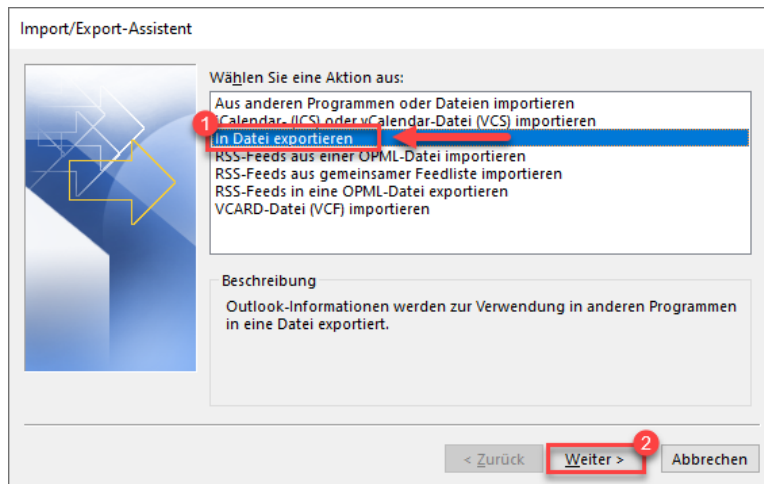 Import/Export-Assistent
Wählen Sie eine Aktion aus:
Aus anderen Programmen oder Dateien importieren
iCalendar- (ICS) oder vCalendar-Datei (VCS) importieren
1
In Datei exportieren
RSS-Feeds aus einer OPML-Datei importieren
RSS-Feeds aus gemeinsamer Feedliste importieren
RSS-Feeds in eine OPML-Datei exportieren
VCARD-Datei (VCF) importieren
Beschreibung
Outlook-Informationen werden zur Verwendung in anderen Programmen
in eine Datei exportiert.
2
< Zurück Weiter > Abbrechen